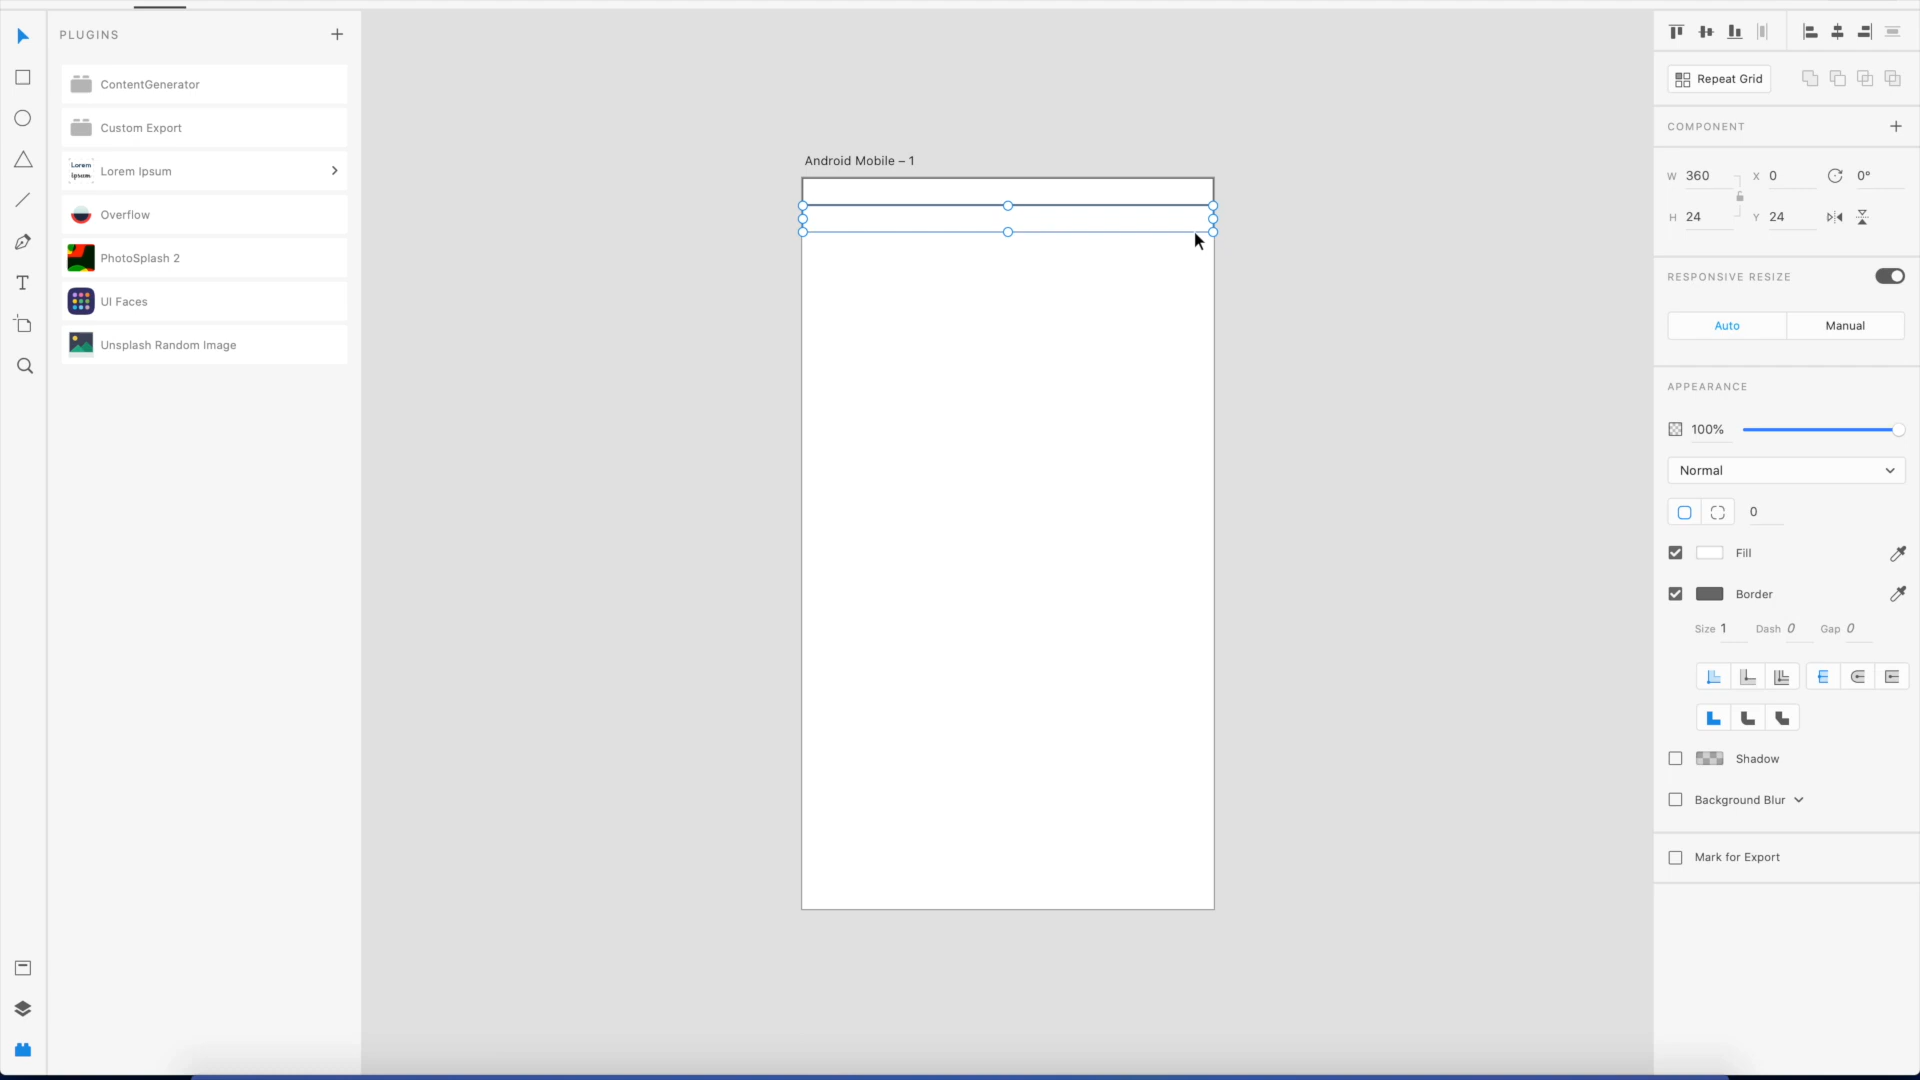 PLUGINS
ContentGenerator
Custom Export
Lorem Ipsum
Lorem Ipsum
Overflow
PhotoSplash 2
UI Faces
Unsplash Random Image
Android Mobile – 1
Repeat Grid
COMPONENT
W 360 X 0 0°
H 24 Y 24
RESPONSIVE RESIZE
Auto Manual
APPEARANCE
100%
Normal
0
Fill
Border
Size 1 Dash 0 Gap 0
Shadow
Background Blur
Mark for Export